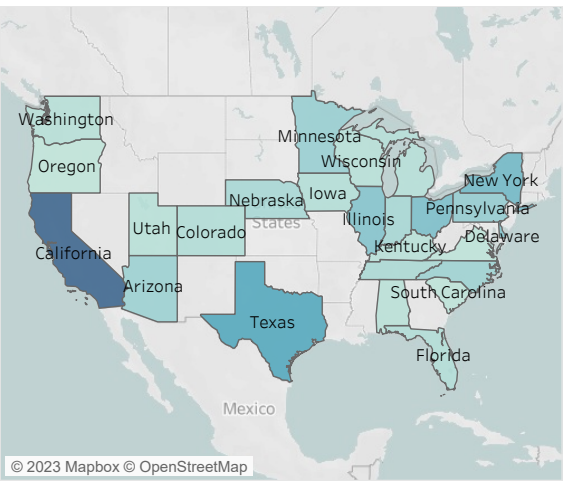 Washington
Minnesota
Oregon
Wisconsin
New York
Nebraska
Iowa
Pennsylvania
Illinois
Utah
Colorado
States
Delaware
Kentucky
California
Arizona
South Carolina
Texas
Florida
Mexico
© 2023 Mapbox © OpenStreetMap